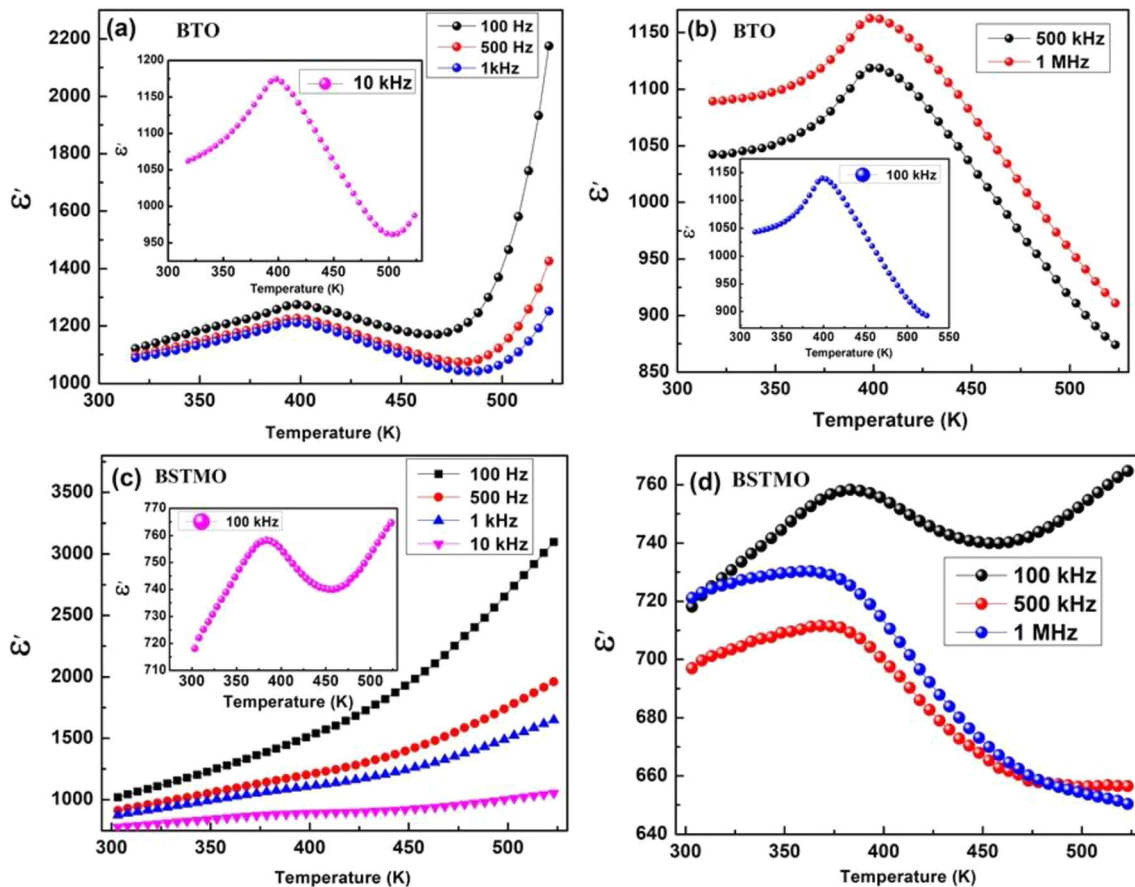 (a) BTO
100 Hz
500 Hz
1kHz
10 kHz
1200
1150
1100
1050
1000
950
ε′
300 350 400 450 500
Temperature (K)
2200
2000
1800
1600
1400
1200
1000
ε′
300 350 400 450 500
Temperature (K)
(b) BTO
500 kHz
1 MHz
100 kHz
1150
1100
1050
1000
950
900
ε′
300 350 400 450 500 550
Temperature (K)
1150
1100
1050
1000
950
900
850
ε′
300 350 400 450 500
Temperature (K)
(c) BSTMO
100 Hz
500 Hz
1 kHz
10 kHz
100 kHz
770
760
750
740
730
720
710
ε′
300 350 400 450 500
Temperature (K)
3500
3000
2500
2000
1500
1000
ε′
300 350 400 450 500
Temperature (K)
(d) BSTMO
100 kHz
500 kHz
1 MHz
760
740
720
700
680
660
640
ε′
300 350 400 450 500
Temperature (K)